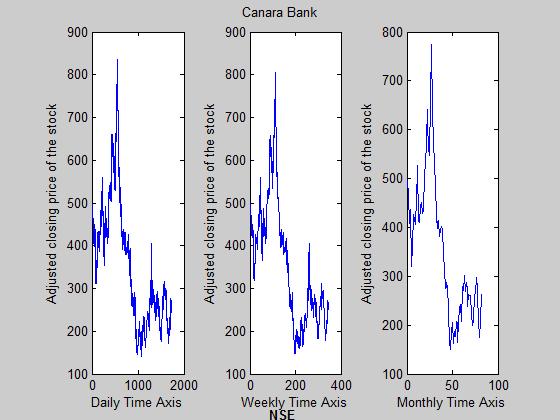 Canara Bank
900
800
700
600
500
400
300
200
100
0 1000 2000
Daily Time Axis
Adjusted closing price of the stock
900
800
700
600
500
400
300
200
100
0 200 400
Weekly Time Axis
Adjusted closing price of the stock
800
700
600
500
400
300
200
100
0 50 100
Monthly Time Axis
Adjusted closing price of the stock
NSE